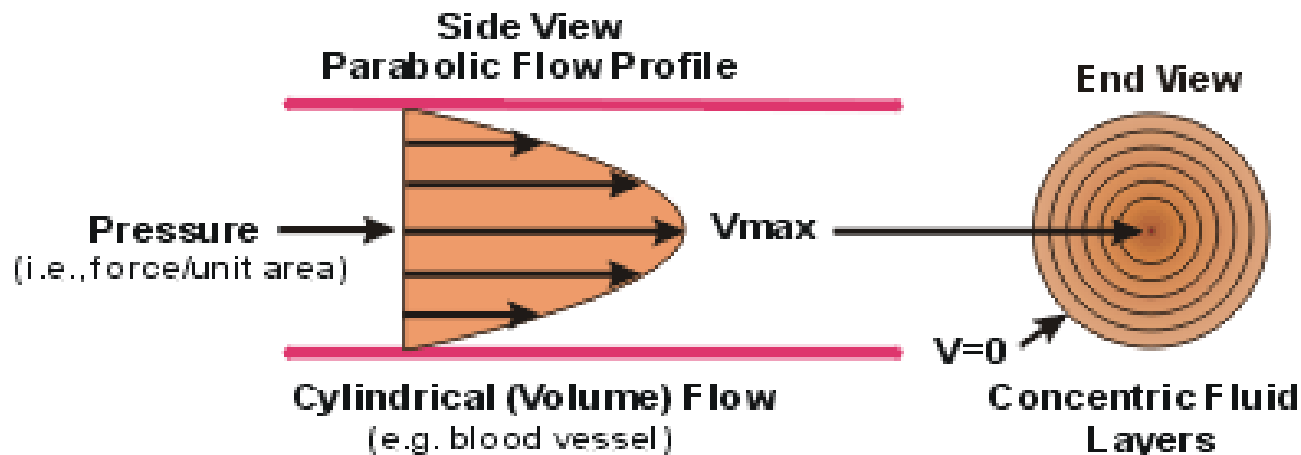 Side View
Parabolic Flow Profile
End View
Pressure
(i.e., force/unit area)
Vmax
V=0
Cylindrical (Volume) Flow
(e.g. blood vessel)
Concentric Fluid
Layers